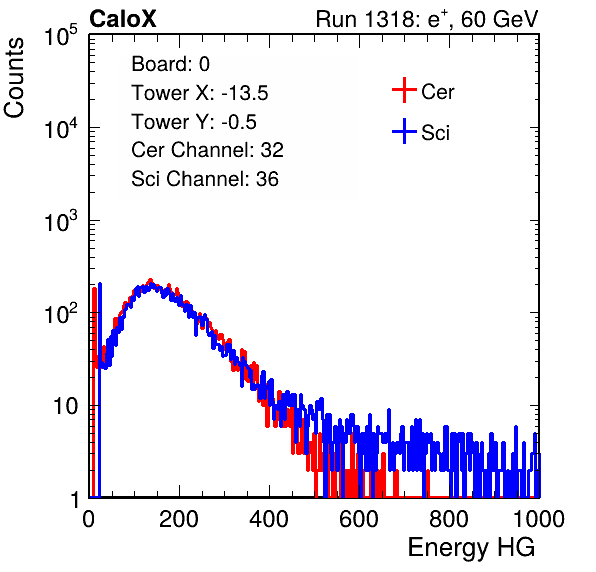 CaloX Run 1318: e⁺, 60 GeV
Counts
10⁵
10⁴
10³
10²
10
1
Board: 0
Tower X: -13.5
Tower Y: -0.5
Cer Channel: 32
Sci Channel: 36
Cer
Sci
0 200 400 600 800 1000
Energy HG